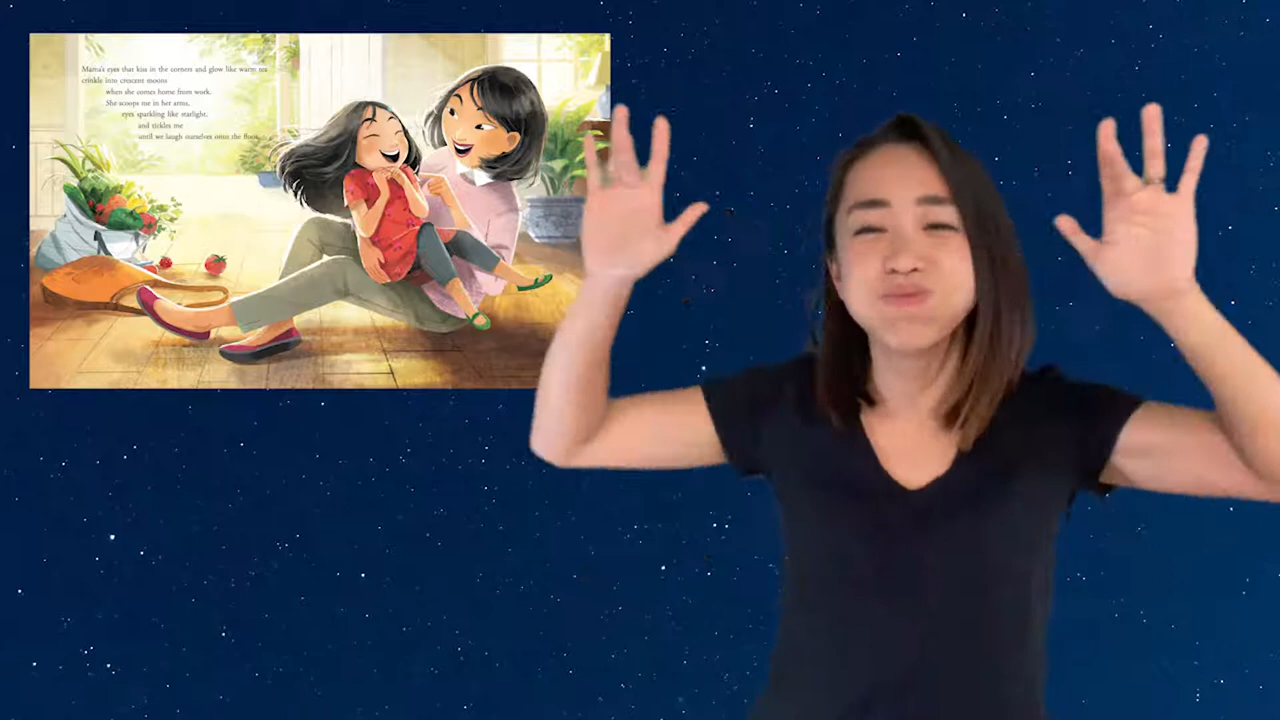 Mama's eyes that kiss in the corners and glow like warm tea
crinkle into crescent moons
when she comes home from work.
She scoops me in her arms,
eyes sparkling like starlight,
and tickles me
until we laugh ourselves onto the floor.